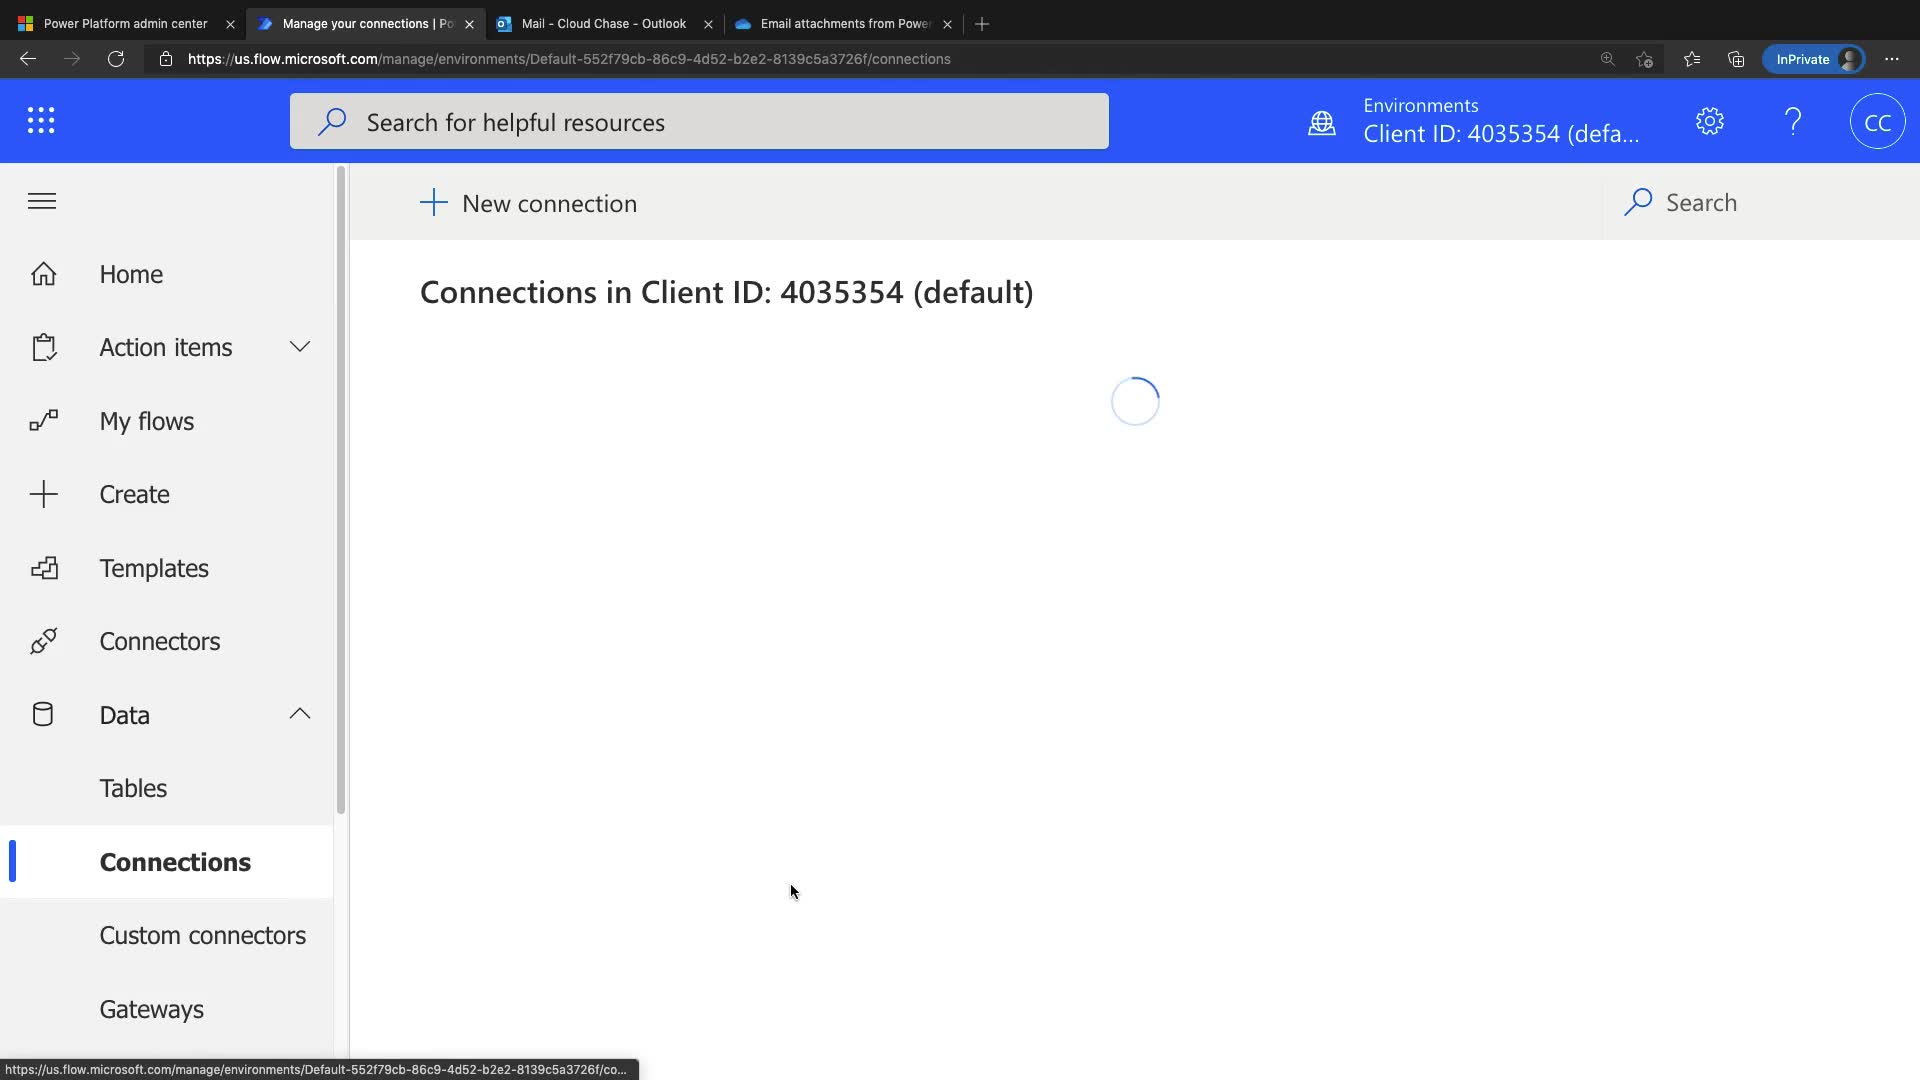 Power Platform admin center
Manage your connections | Po
Mail - Cloud Chase - Outlook
Email attachments from Power
https://us.flow.microsoft.com/manage/environments/Default-552f79cb-86c9-4d52-b2e2-8139c5a3726f/connections
InPrivate
Search for helpful resources
Environments
Client ID: 4035354 (defa...
?
CC
New connection
Search
Home
Connections in Client ID: 4035354 (default)
Action items
My flows
Create
Templates
Connectors
Data
Tables
Connections
Custom connectors
Gateways
https://us.flow.microsoft.com/manage/environments/Default-552f79cb-86c9-4d52-b2e2-8139c5a3726f/co...